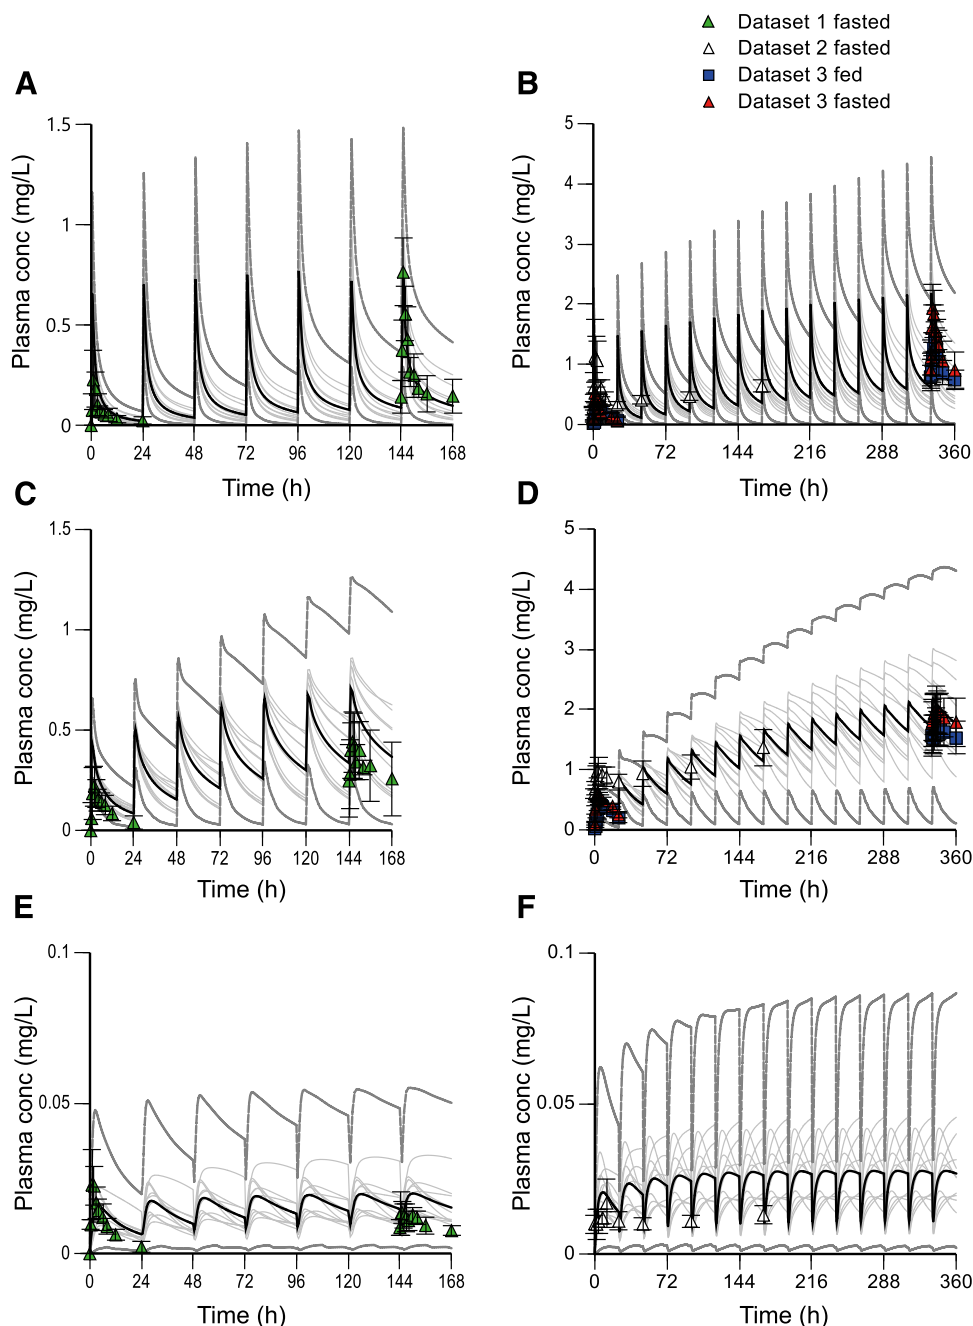 Dataset 1 fasted
Dataset 2 fasted
Dataset 3 fed
Dataset 3 fasted
A
Plasma conc (mg/L)
1.5
1
0.5
0
0 24 48 72 96 120 144 168
Time (h)
B
Plasma conc (mg/L)
5
4
3
2
1
0
0 72 144 216 288 360
Time (h)
C
Plasma conc (mg/L)
1.5
1
0.5
0
0 24 48 72 96 120 144 168
Time (h)
D
Plasma conc (mg/L)
5
4
3
2
1
0
0 72 144 216 288 360
Time (h)
E
Plasma conc (mg/L)
0.1
0.05
0
0 24 48 72 96 120 144 168
Time (h)
F
Plasma conc (mg/L)
0.1
0.05
0
0 72 144 216 288 360
Time (h)